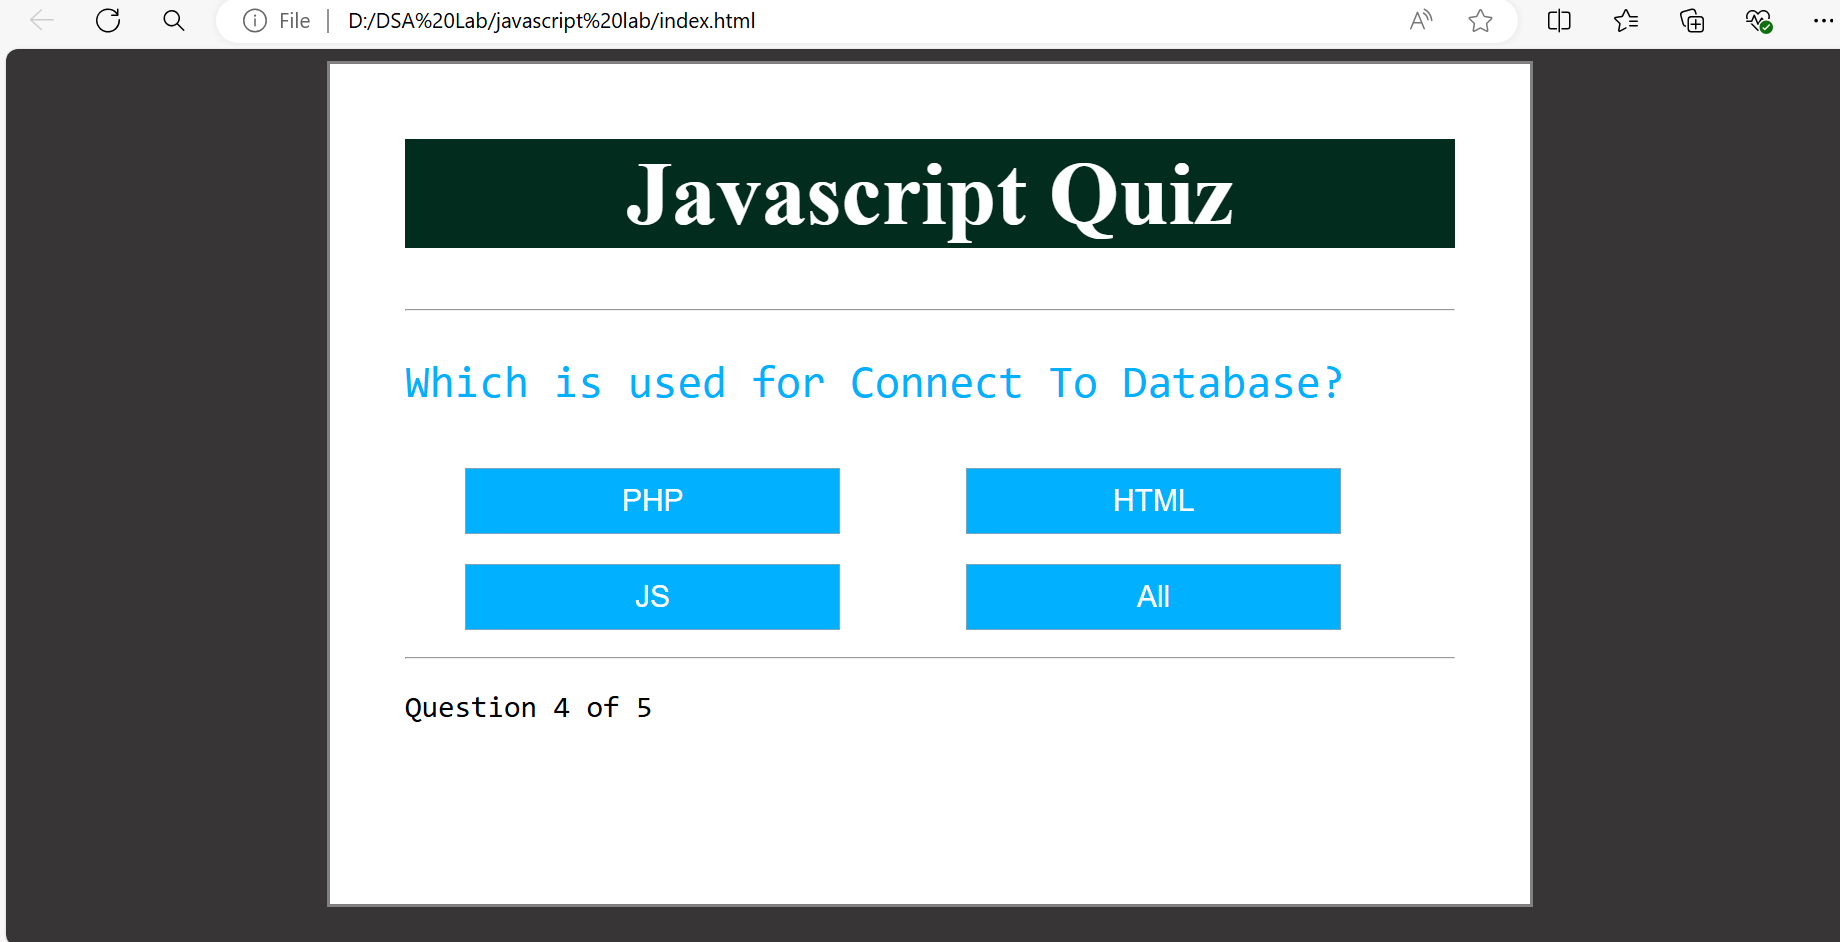 File | D:/DSA%20Lab/javascript%20lab/index.html
Javascript Quiz
Which is used for Connect To Database?
PHP HTML
JS All
Question 4 of 5